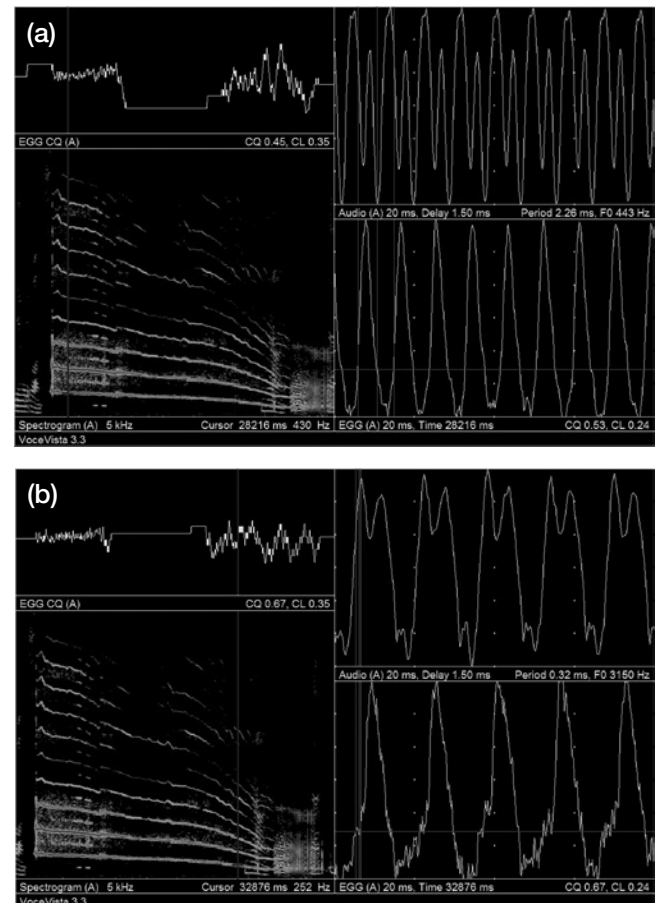 (a)
EGG CQ (A) CQ 0.45, CL 0.35
Audio (A) 20 ms, Delay 1.50 ms Period 2.26 ms, F0 443 Hz
Spectrogram (A) 5 kHz Cursor 28216 ms 430 Hz
EGG (A) 20 ms, Time 28216 ms CQ 0.53, CL 0.24
VoceVista 3.3
(b)
EGG CQ (A) CQ 0.67, CL 0.35
Audio (A) 20 ms, Delay 1.50 ms Period 0.32 ms, F0 3150 Hz
Spectrogram (A) 5 kHz Cursor 32876 ms 252 Hz
EGG (A) 20 ms, Time 32876 ms CQ 0.67, CL 0.24
VoceVista 3.3